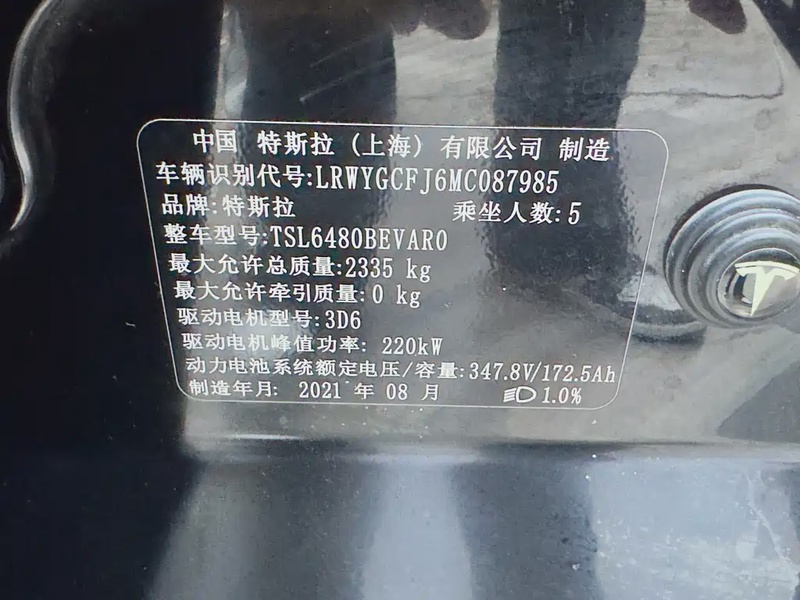 中国 特斯拉 (上海) 有限公司 制造
车辆识别代号:LRWYGCFJ6MC087985
品牌:特斯拉 乘坐人数:5
整车型号:TSL6480BEVAR0
最大允许总质量:2335 kg
最大允许牵引质量:0 kg
驱动电机型号:3D6
驱动电机峰值功率: 220kW
动力电池系统额定电压/容量:347.8V/172.5Ah
制造年月: 2021 年 08 月 1.0%